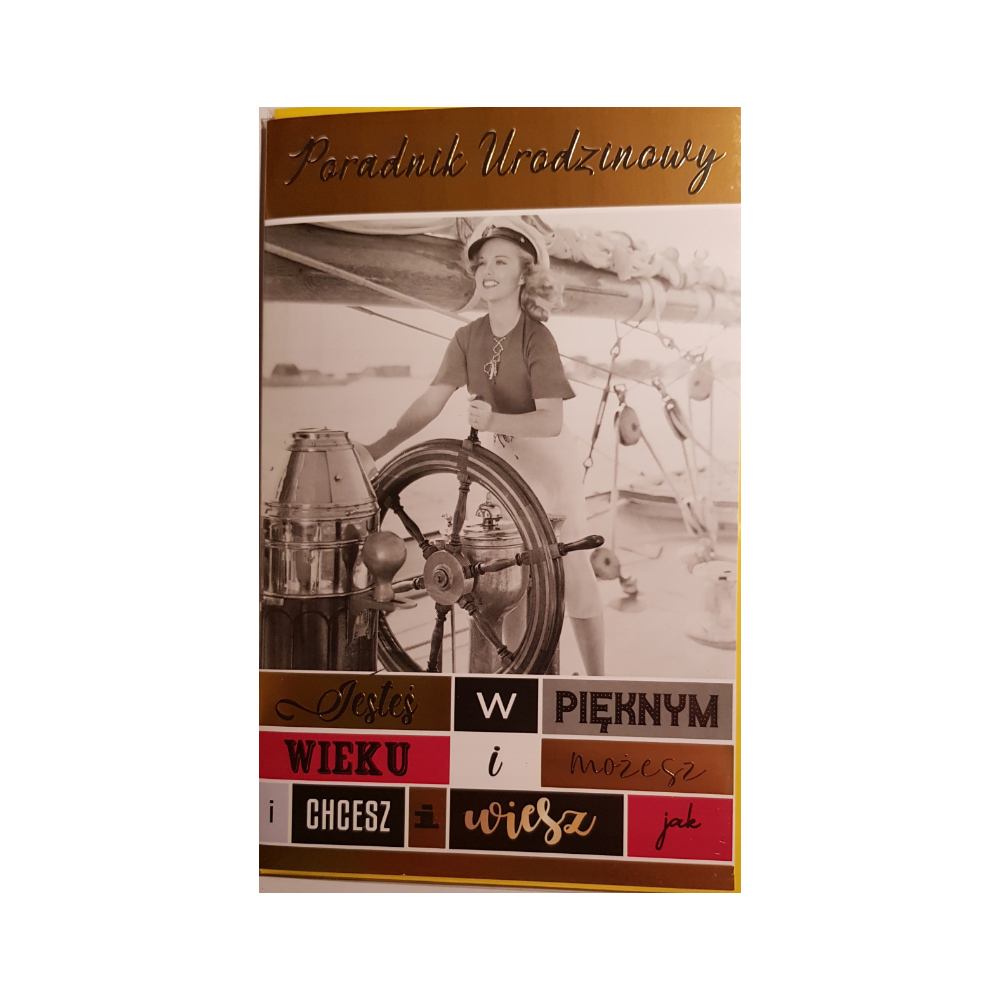 Poradnik Urodzinowy
Jesteś w PIĘKNYM
WIEKU i możesz
i CHCESZ i wiesz jak